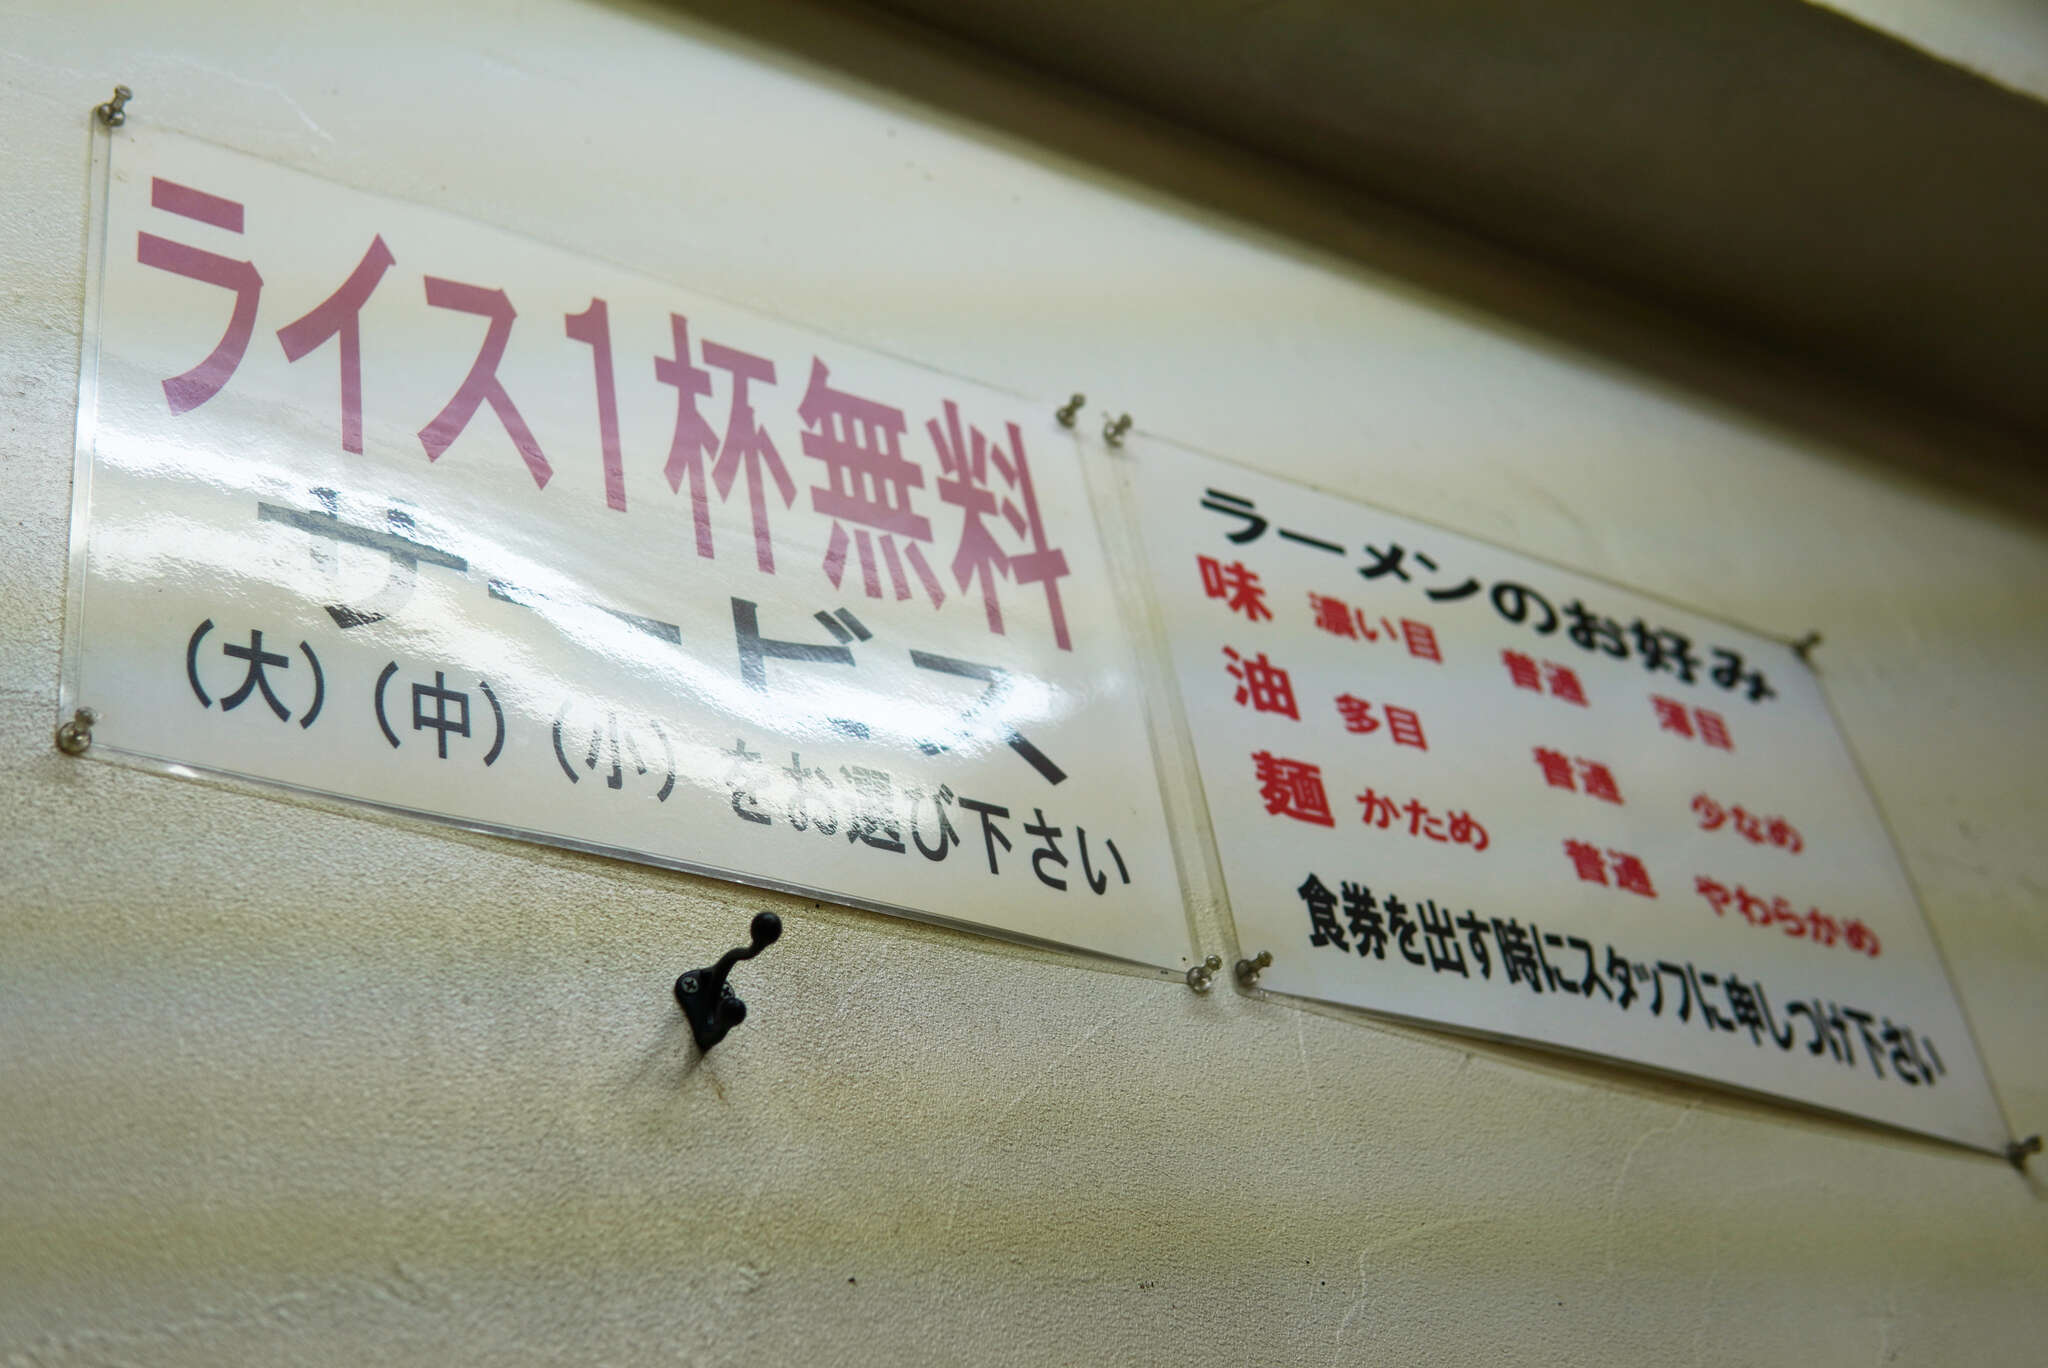 ライス1杯無料
サービス
（大）（中）（小）をお選び下さい
ラーメンのお好み
味 濃い目 普通 薄目
油 多目 普通 少なめ
麺 かため 普通 やわらかめ
食券を出す時にスタッフに申しつけ下さい